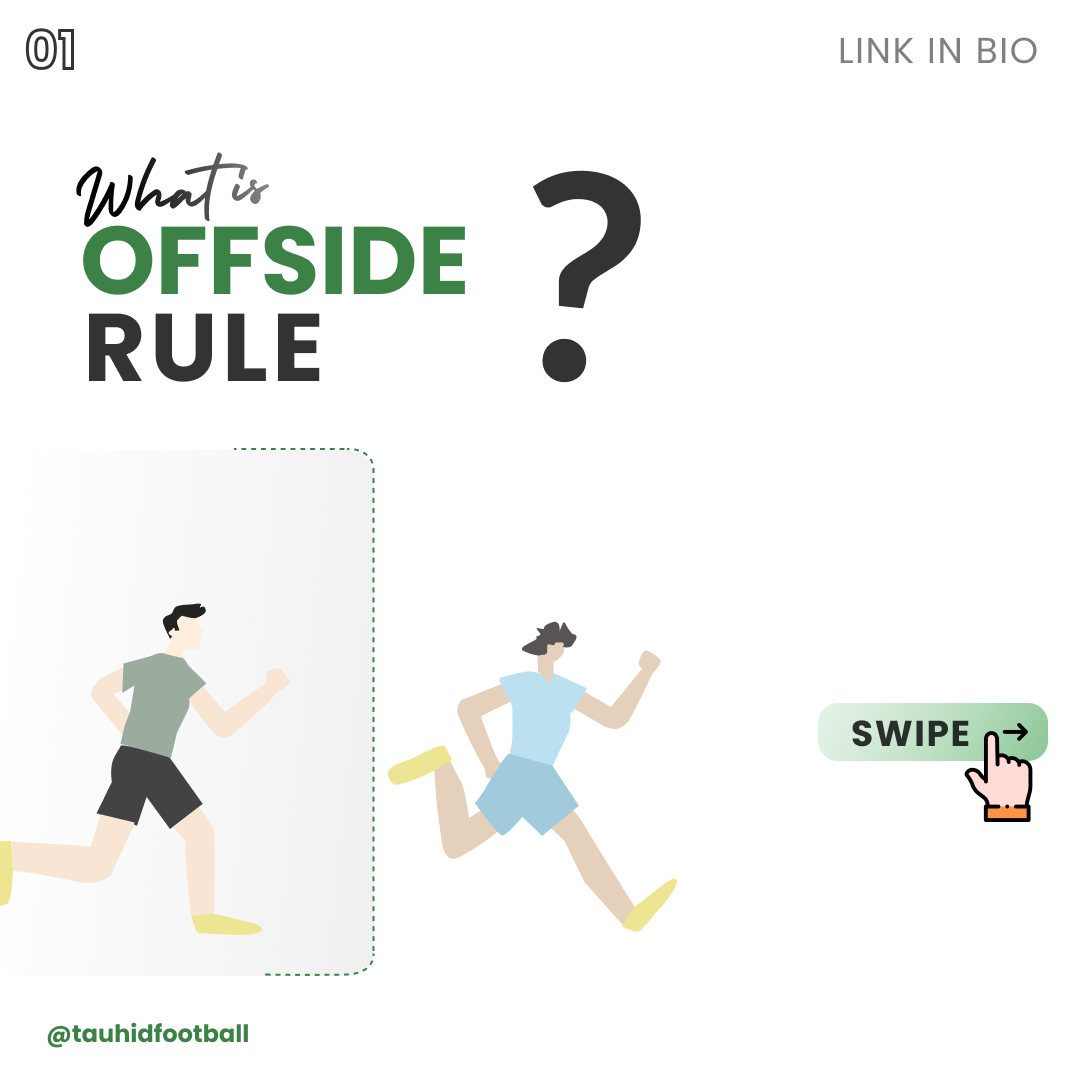 01
LINK IN BIO
What is
OFFSIDE
RULE
?
SWIPE
@tauhidfootball